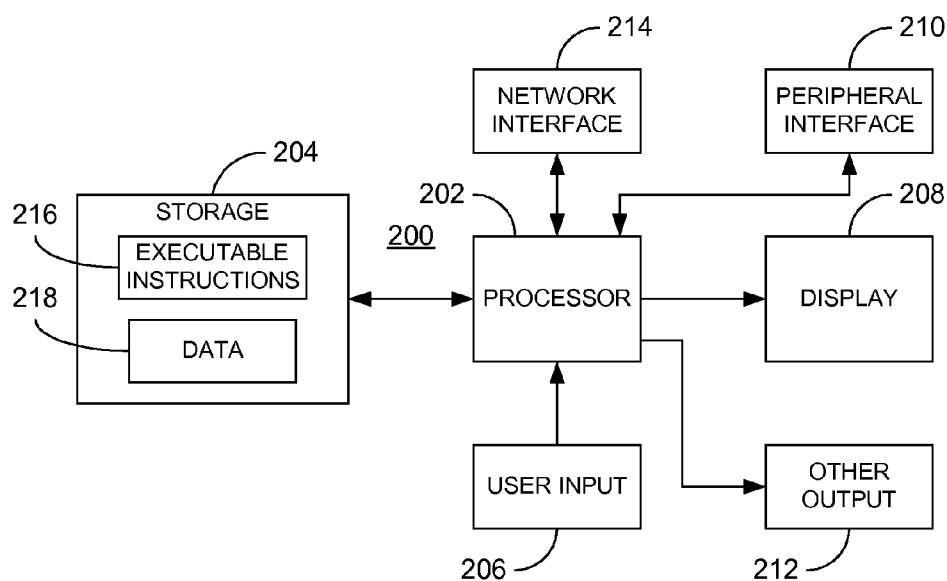 214
210
NETWORK
INTERFACE
PERIPHERAL
INTERFACE
204
202
208
STORAGE
216
EXECUTABLE
INSTRUCTIONS
200
PROCESSOR
DISPLAY
218
DATA
USER INPUT
OTHER
OUTPUT
206
212